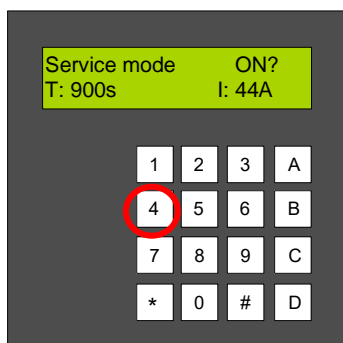 Service mode ON?
T: 900s I: 44A
1 2 3 A
4 5 6 B
7 8 9 C
* 0 # D